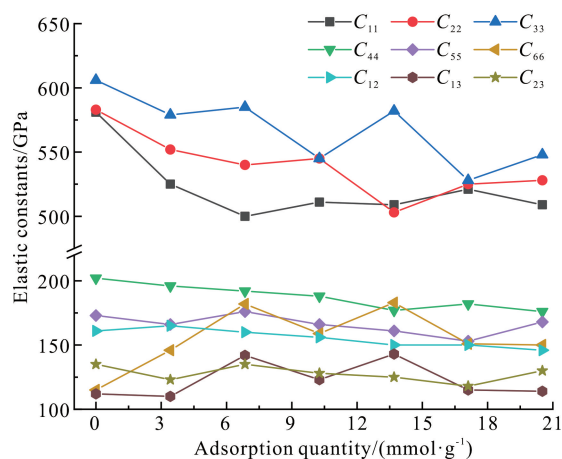 650
600
550
500
200
150
100
Elastic constants/GPa
C₁₁ C₂₂ C₃₃
C₄₄ C₅₅ C₆₆
C₁₂ C₁₃ C₂₃
0 3 6 9 12 15 18 21
Adsorption quantity/(mmol·g⁻¹)